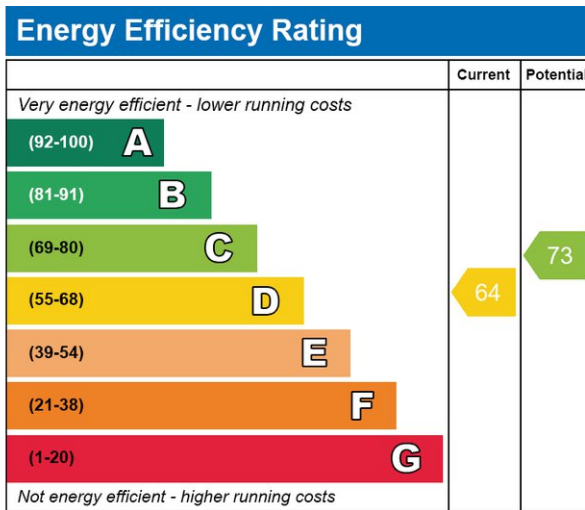 Energy Efficiency Rating
Current Potential
Very energy efficient - lower running costs
(92-100) A
(81-91) B
(69-80) C
73
(55-68) D
64
(39-54) E
(21-38) F
(1-20) G
Not energy efficient - higher running costs